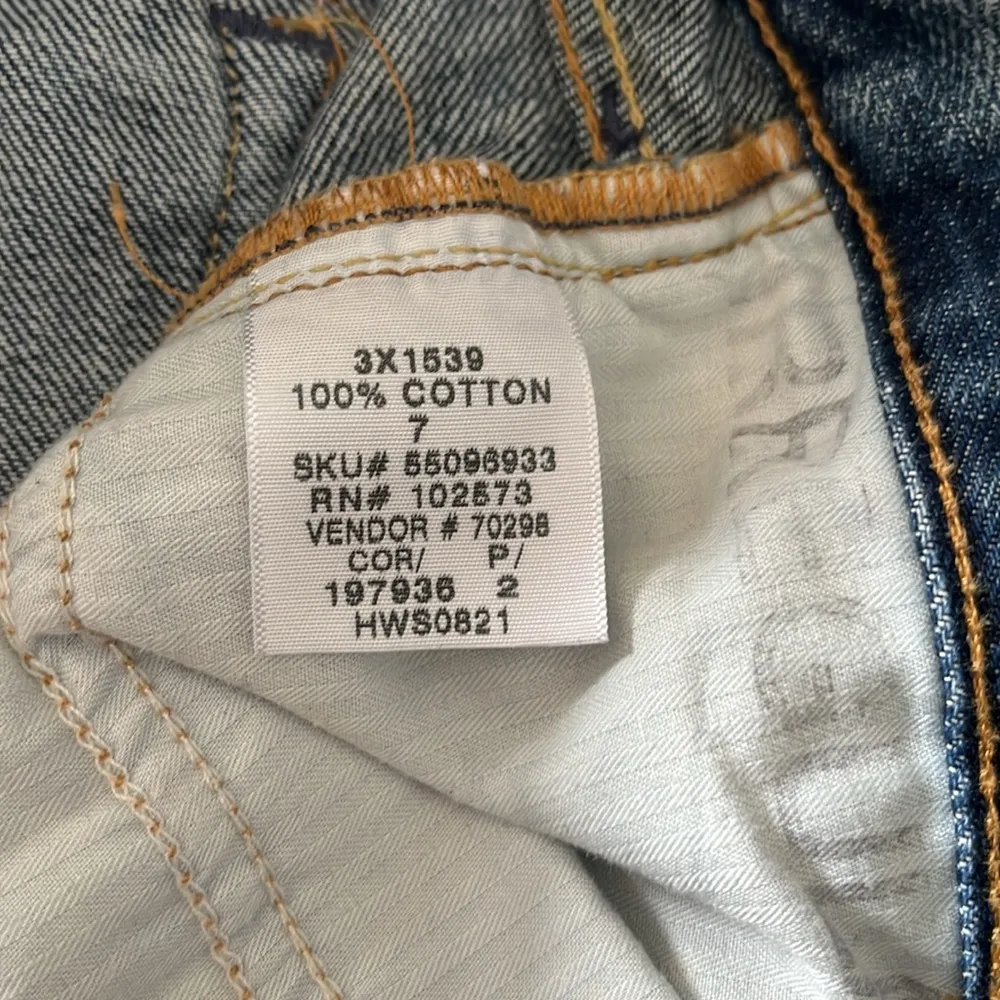 3X1539
100% COTTON
7
SKU# 55096933
RN# 102573
VENDOR # 70298
COR/ P/
197936 2
HWS0821